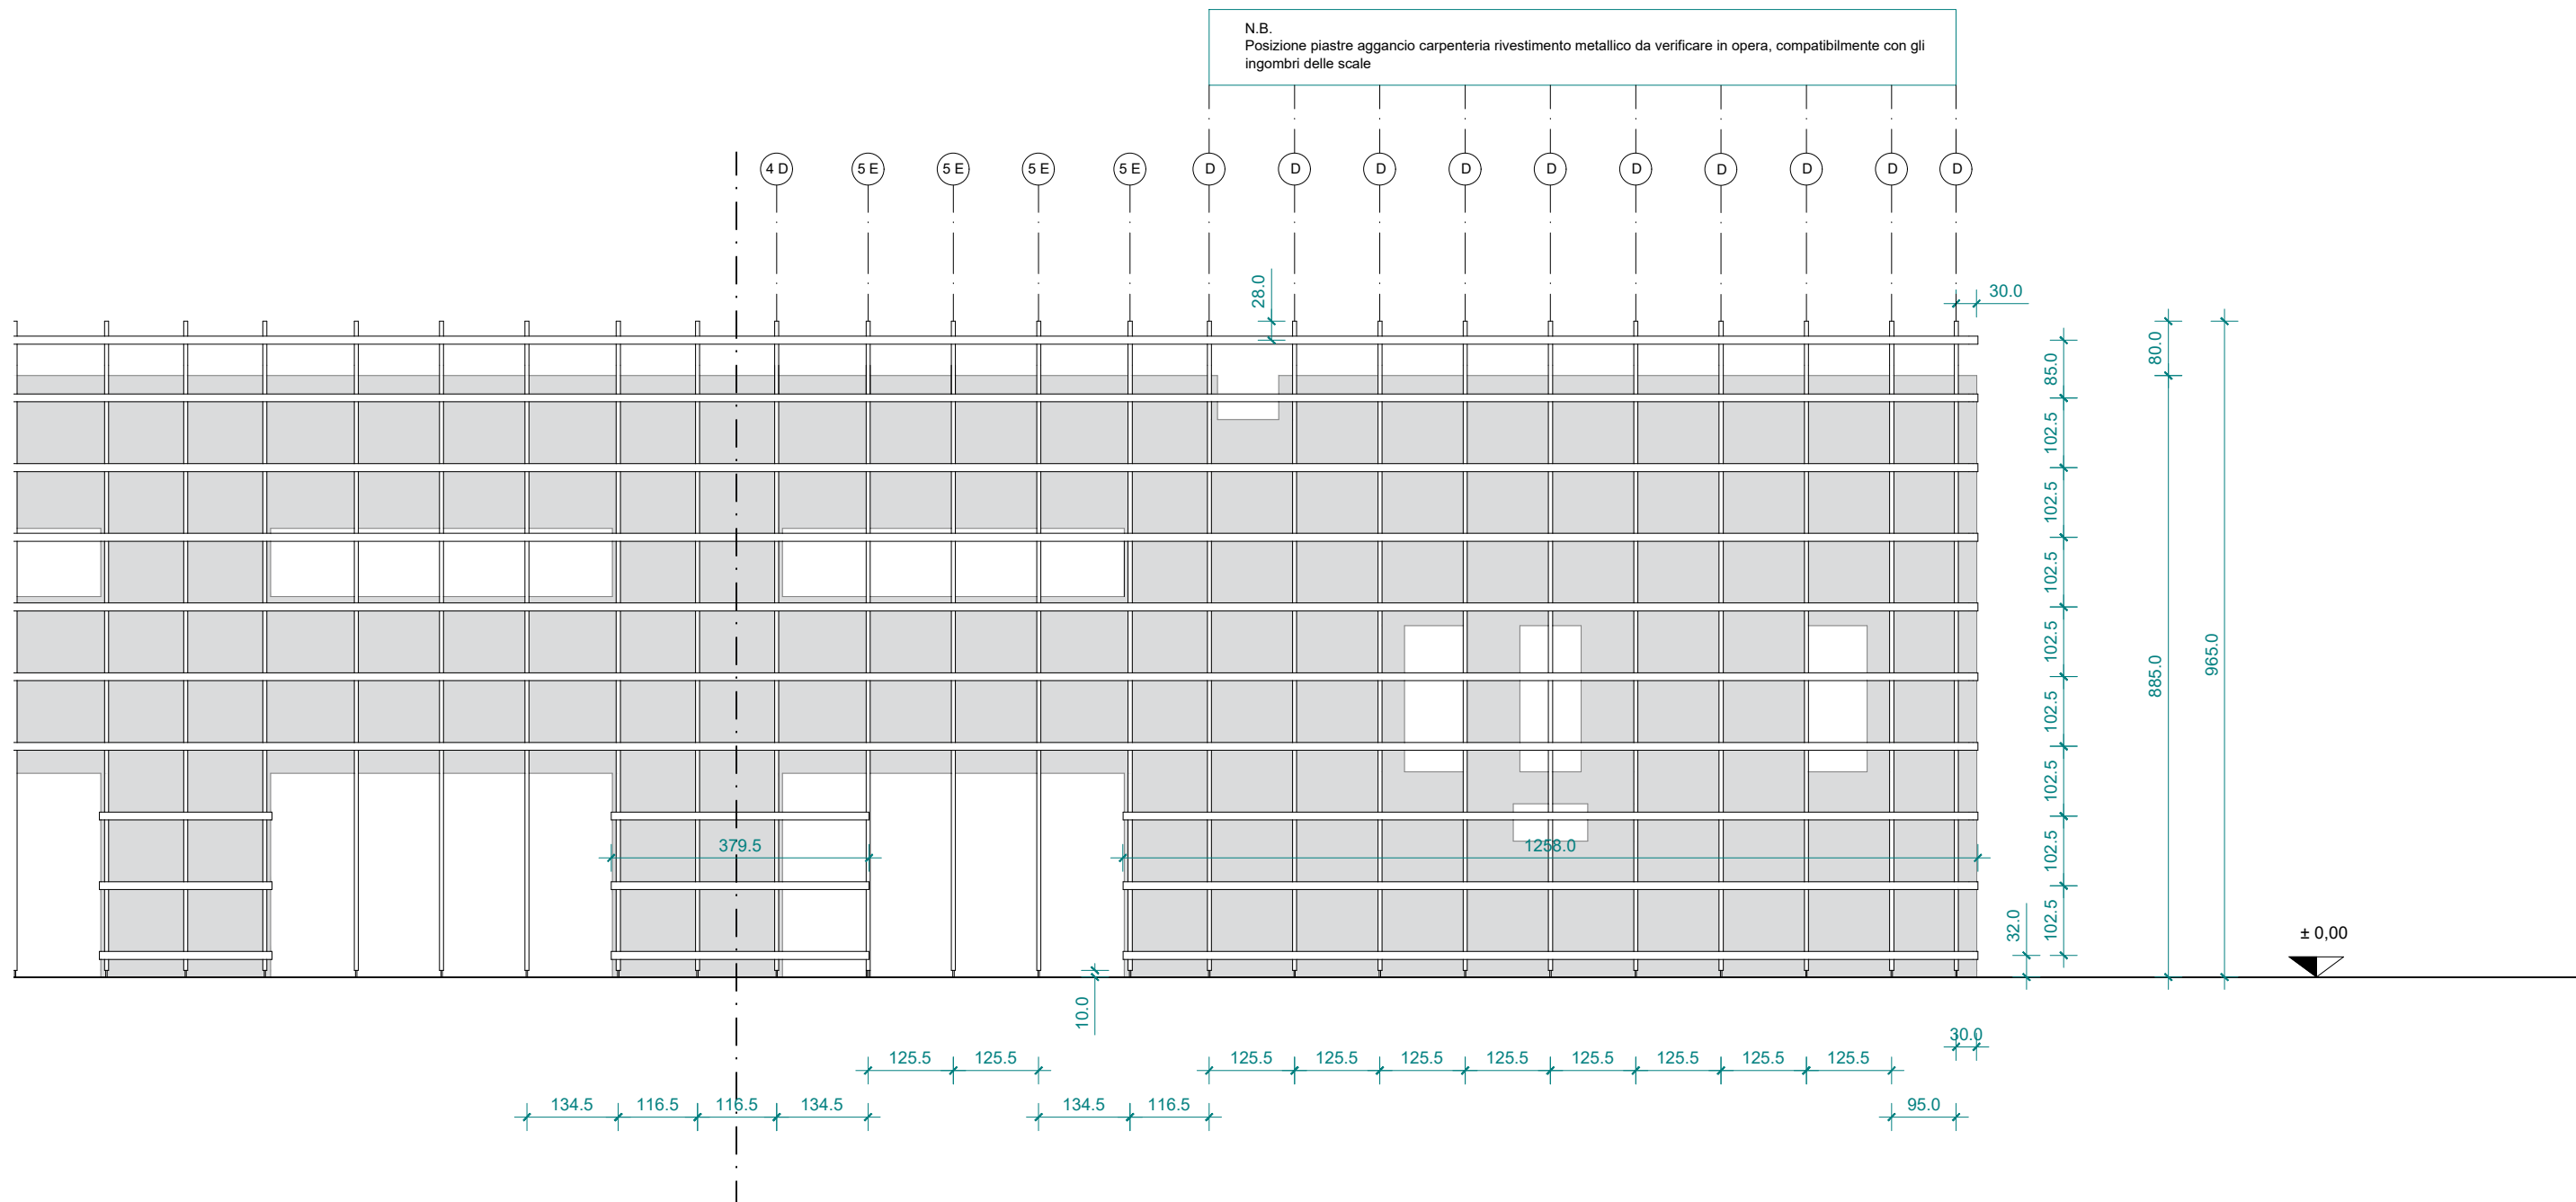 N.B.
Posizione piastre aggancio carpenteria rivestimento metallico da verificare in opera, compatibilmente con gli
ingombri delle scale
4 D
5 E
5 E
5 E
5 E
D
D
D
D
D
D
D
D
D
D
28.0
30.0
85.0
102.5
102.5
102.5
102.5
102.5
102.5
102.5
102.5
32.0
80.0
885.0
965.0
± 0,00
379.5
1258.0
10.0
30.0
125.5 125.5 125.5 125.5 125.5 125.5 125.5 125.5 125.5 125.5
134.5 116.5 116.5 134.5 134.5 116.5 95.0